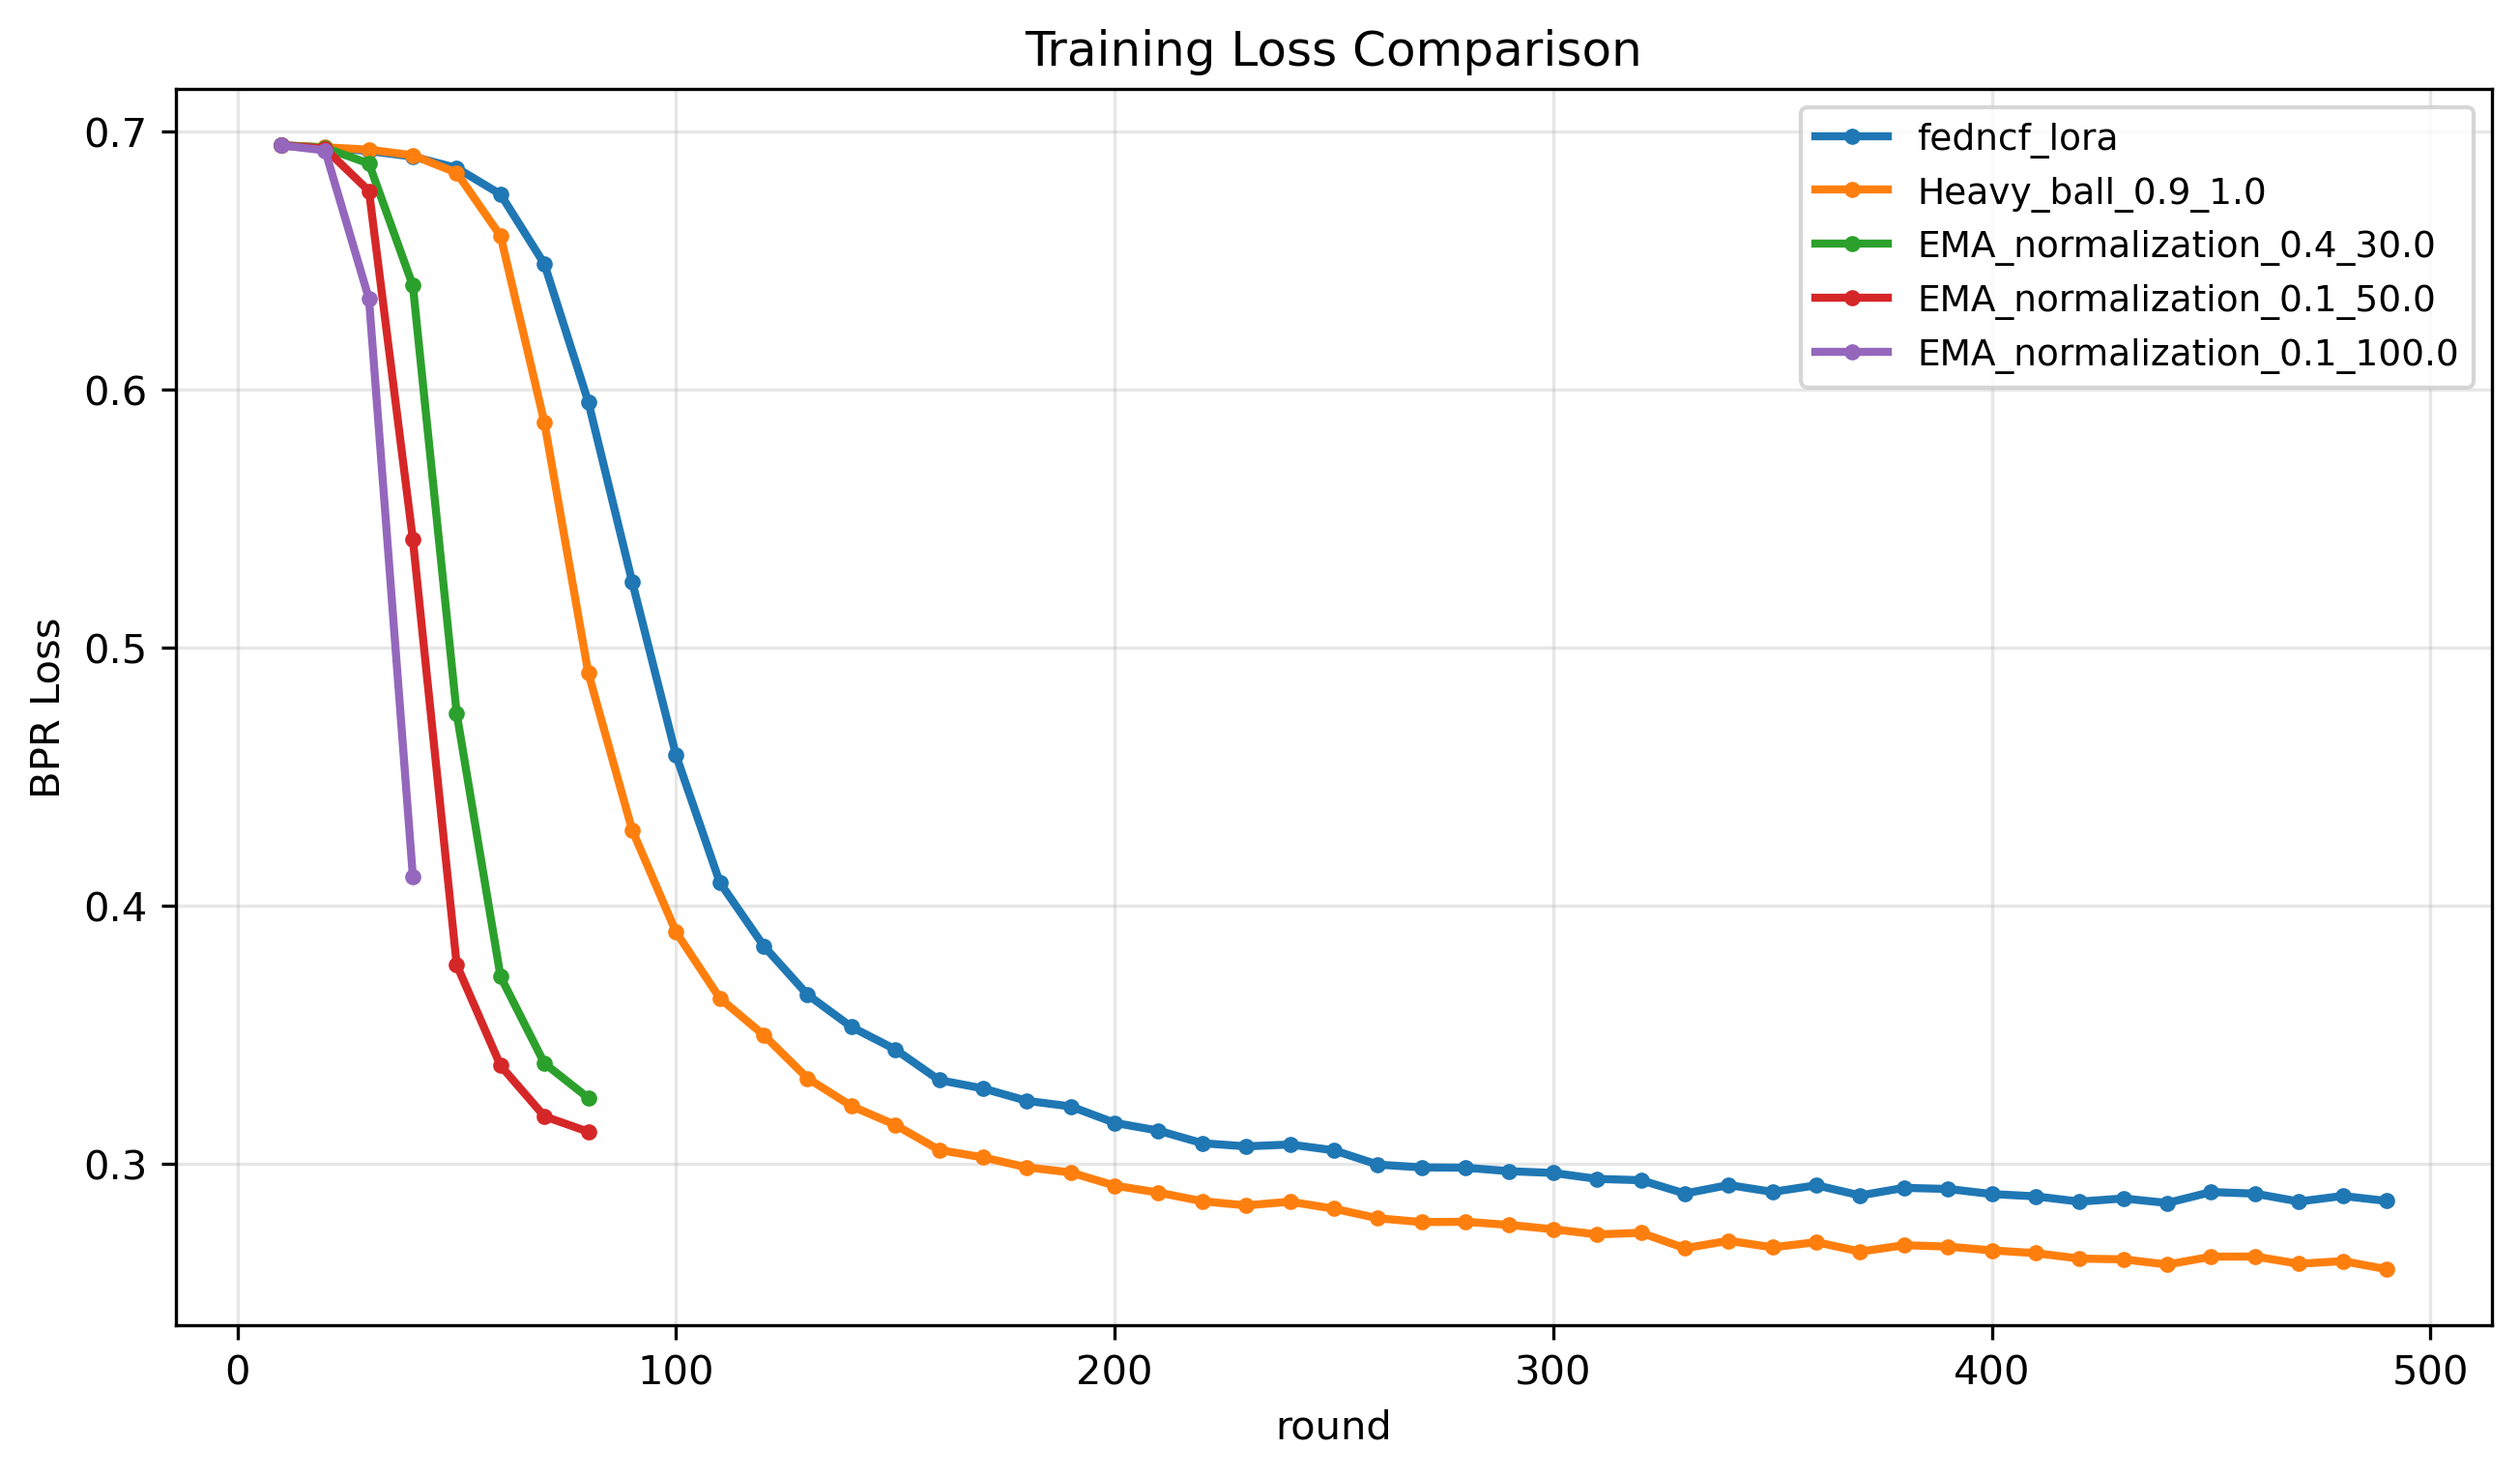 Training Loss Comparison
fedncf_lora
Heavy_ball_0.9_1.0
EMA_normalization_0.4_30.0
EMA_normalization_0.1_50.0
EMA_normalization_0.1_100.0
BPR Loss
0.7
0.6
0.5
0.4
0.3
0 100 200 300 400 500
round